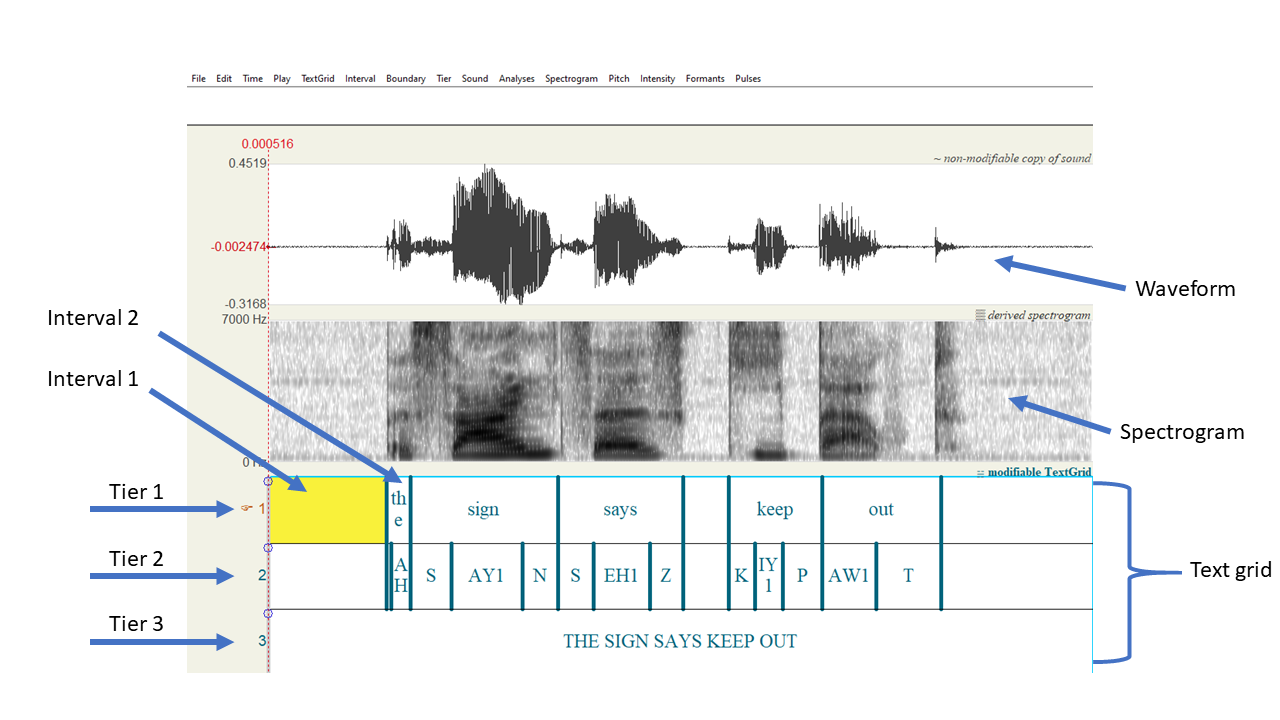 File Edit Time Play TextGrid Interval Boundary Tier Sound Analyses Spectrogram Pitch Intensity Formants Pulses
0.000516
0.4519
~ non-modifiable copy of sound
-0.002474
Waveform
-0.3168
7000 Hz
derived spectrogram
Interval 2
Interval 1
Spectrogram
0 Hz
modifiable TextGrid
Tier 1
1
the sign says keep out
Tier 2
2
AH S AY1 N S EH1 Z K IY1 P AW1 T
Text grid
Tier 3
3
THE SIGN SAYS KEEP OUT